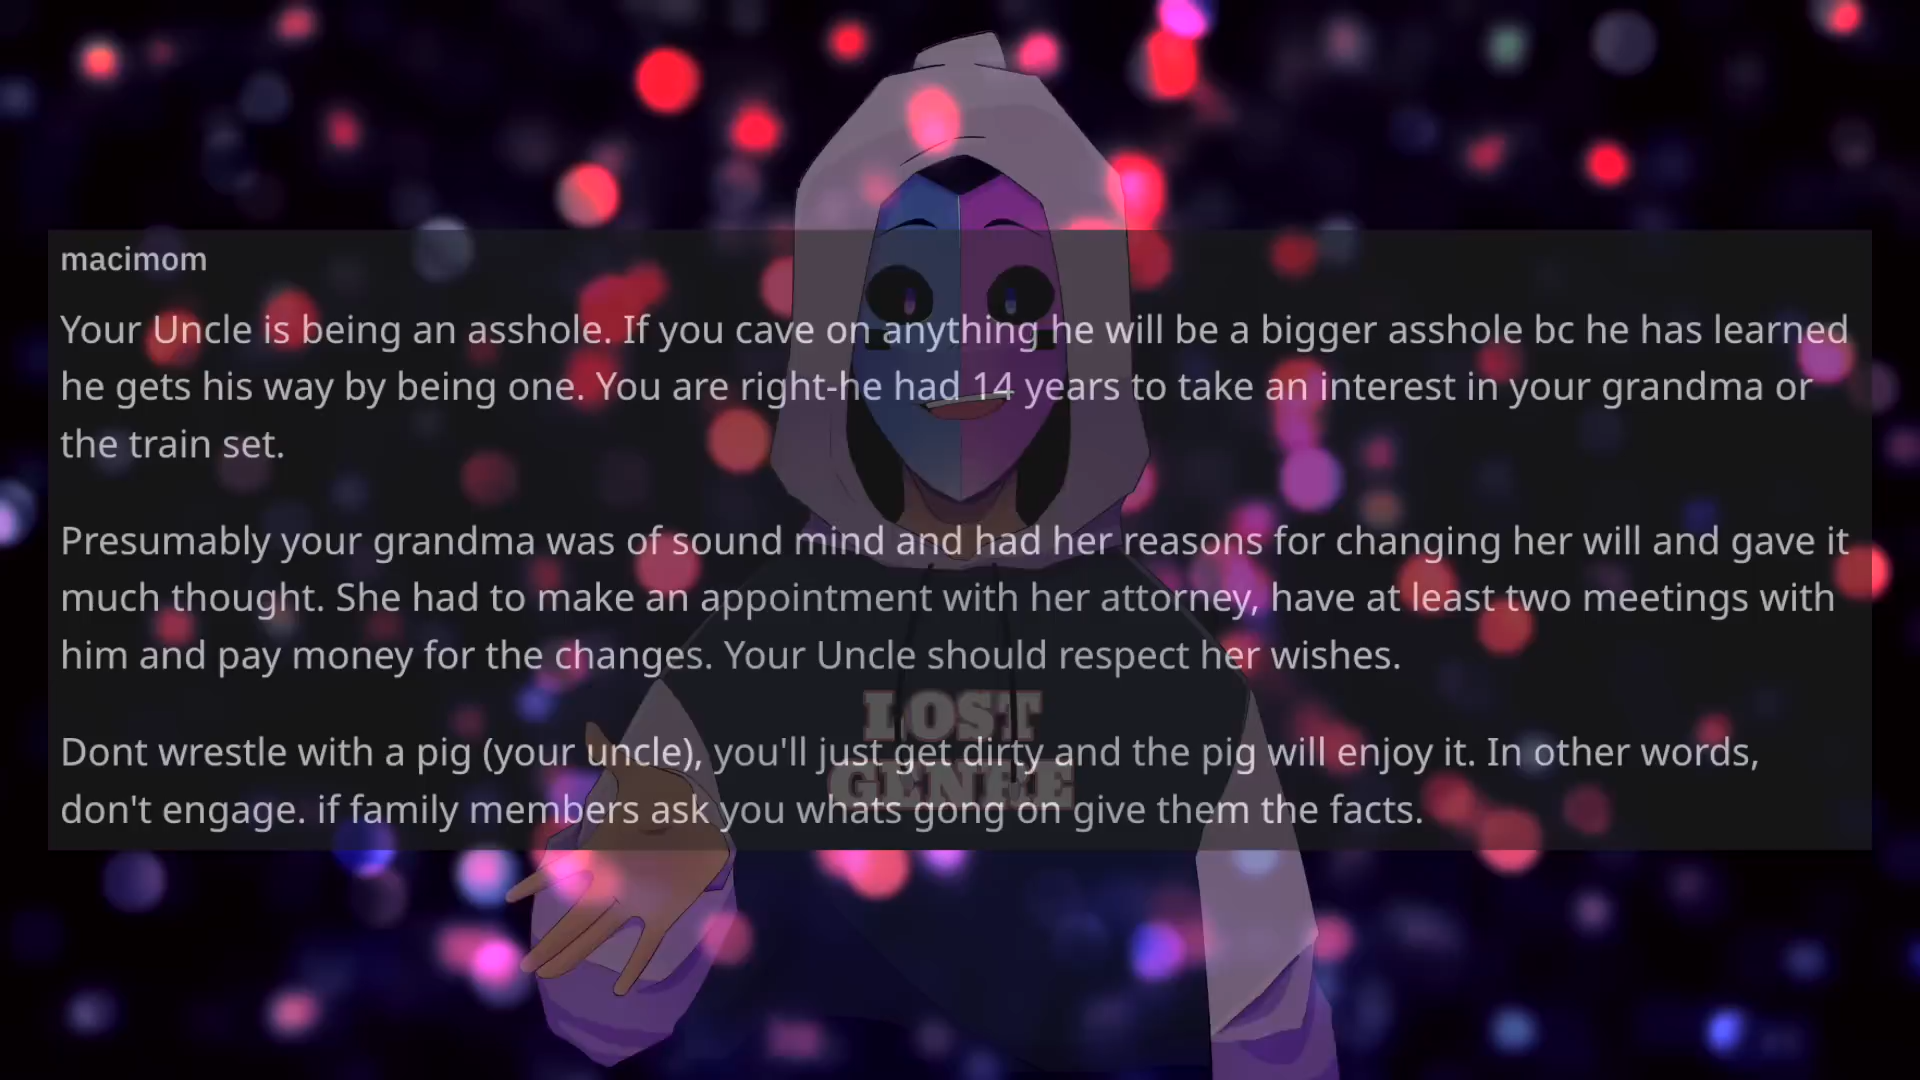 macimom
Your Uncle is being an asshole. If you cave on anything he will be a bigger asshole bc he has learned
he gets his way by being one. You are right-he had 14 years to take an interest in your grandma or
the train set.
Presumably your grandma was of sound mind and had her reasons for changing her will and gave it
much thought. She had to make an appointment with her attorney, have at least two meetings with
him and pay money for the changes. Your Uncle should respect her wishes.
LOST
Dont wrestle with a pig (your uncle), you'll just get dirty and the pig will enjoy it. In other words,
GENRE
don't engage. if family members ask you whats gong on give them the facts.